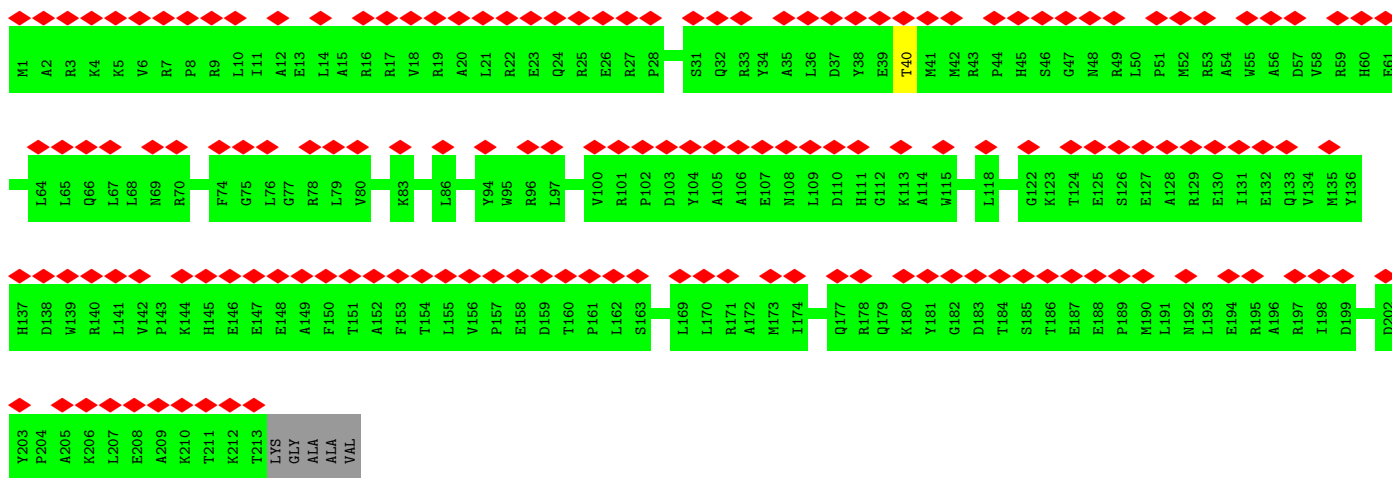 M1 A2 R3 K4 K5 V6 R7 P8 R9 L10 I11 A12 E13 L14 A15 R16 R17 V18 R19 A20 L21 R22 E23 Q24 R25 E26 R27 P28 S31 Q32 R33 Y34 A35 L36 D37 Y38 E39 T40 M41 M42 R43 P44 H45 S46 G47 N48 R49 L50 P51 M52 R53 A54 W55 A56 D57 V58 R59 H60 E61
L64 L65 Q66 L67 L68 N69 R70 F74 G75 L76 G77 R78 L79 V80 K83 L86 Y94 W95 R96 L97 V100 R101 P102 D103 Y104 A105 A106 E107 N108 L109 D110 H111 G112 K113 A114 W115 L118 G122 K123 T124 E125 S126 E127 A128 R129 E130 I131 E132 Q133 V134 M135 Y136
H137 D138 W139 R140 L141 V142 P143 K144 H145 E146 E147 E148 A149 F150 T151 A152 F153 T154 L155 V156 P157 E158 D159 T160 P161 L162 S163 L169 L170 R171 A172 M173 I174 Q177 R178 Q179 K180 Y181 G182 D183 T184 S185 T186 E187 E188 P189 M190 L191 N192 L193 E194 R195 A196 R197 I198 D199 D202
Y203 P204 A205 K206 L207 E208 A209 K210 T211 K212 T213 LYS GLY ALA ALA VAL